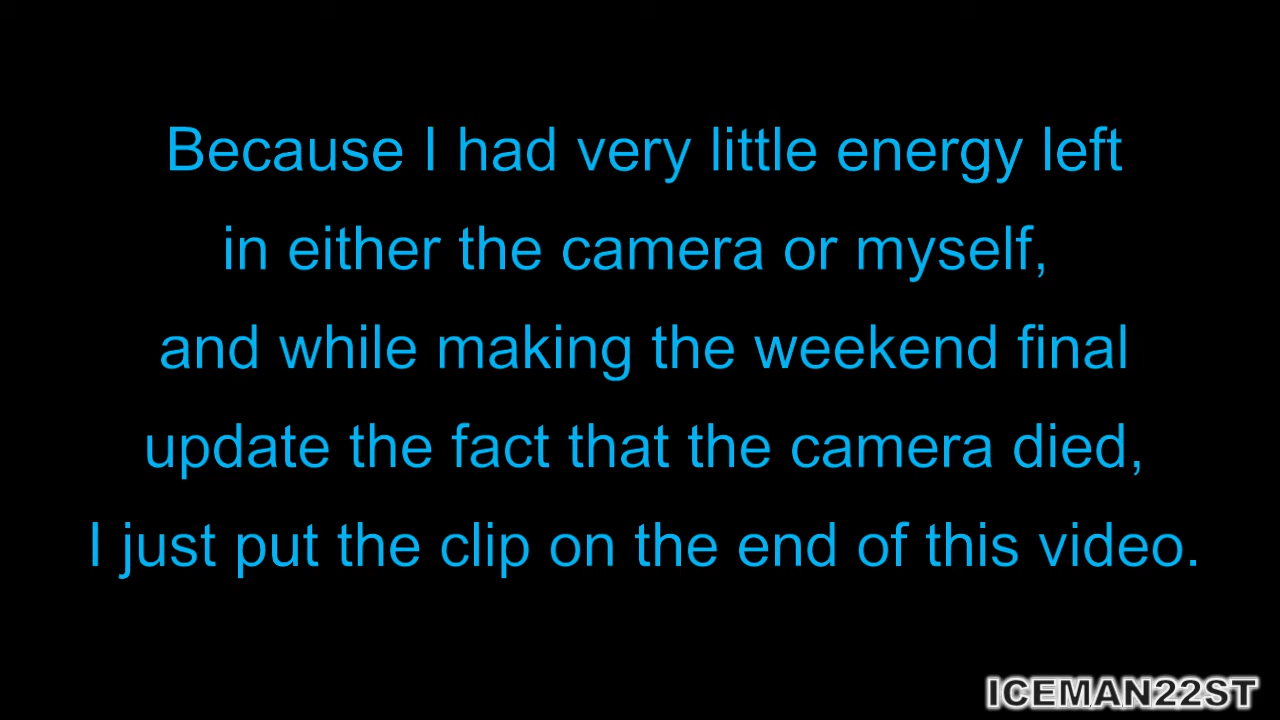 Because I had very little energy left
in either the camera or myself,
and while making the weekend final
update the fact that the camera died,
I just put the clip on the end of this video.
ICEMAN22ST